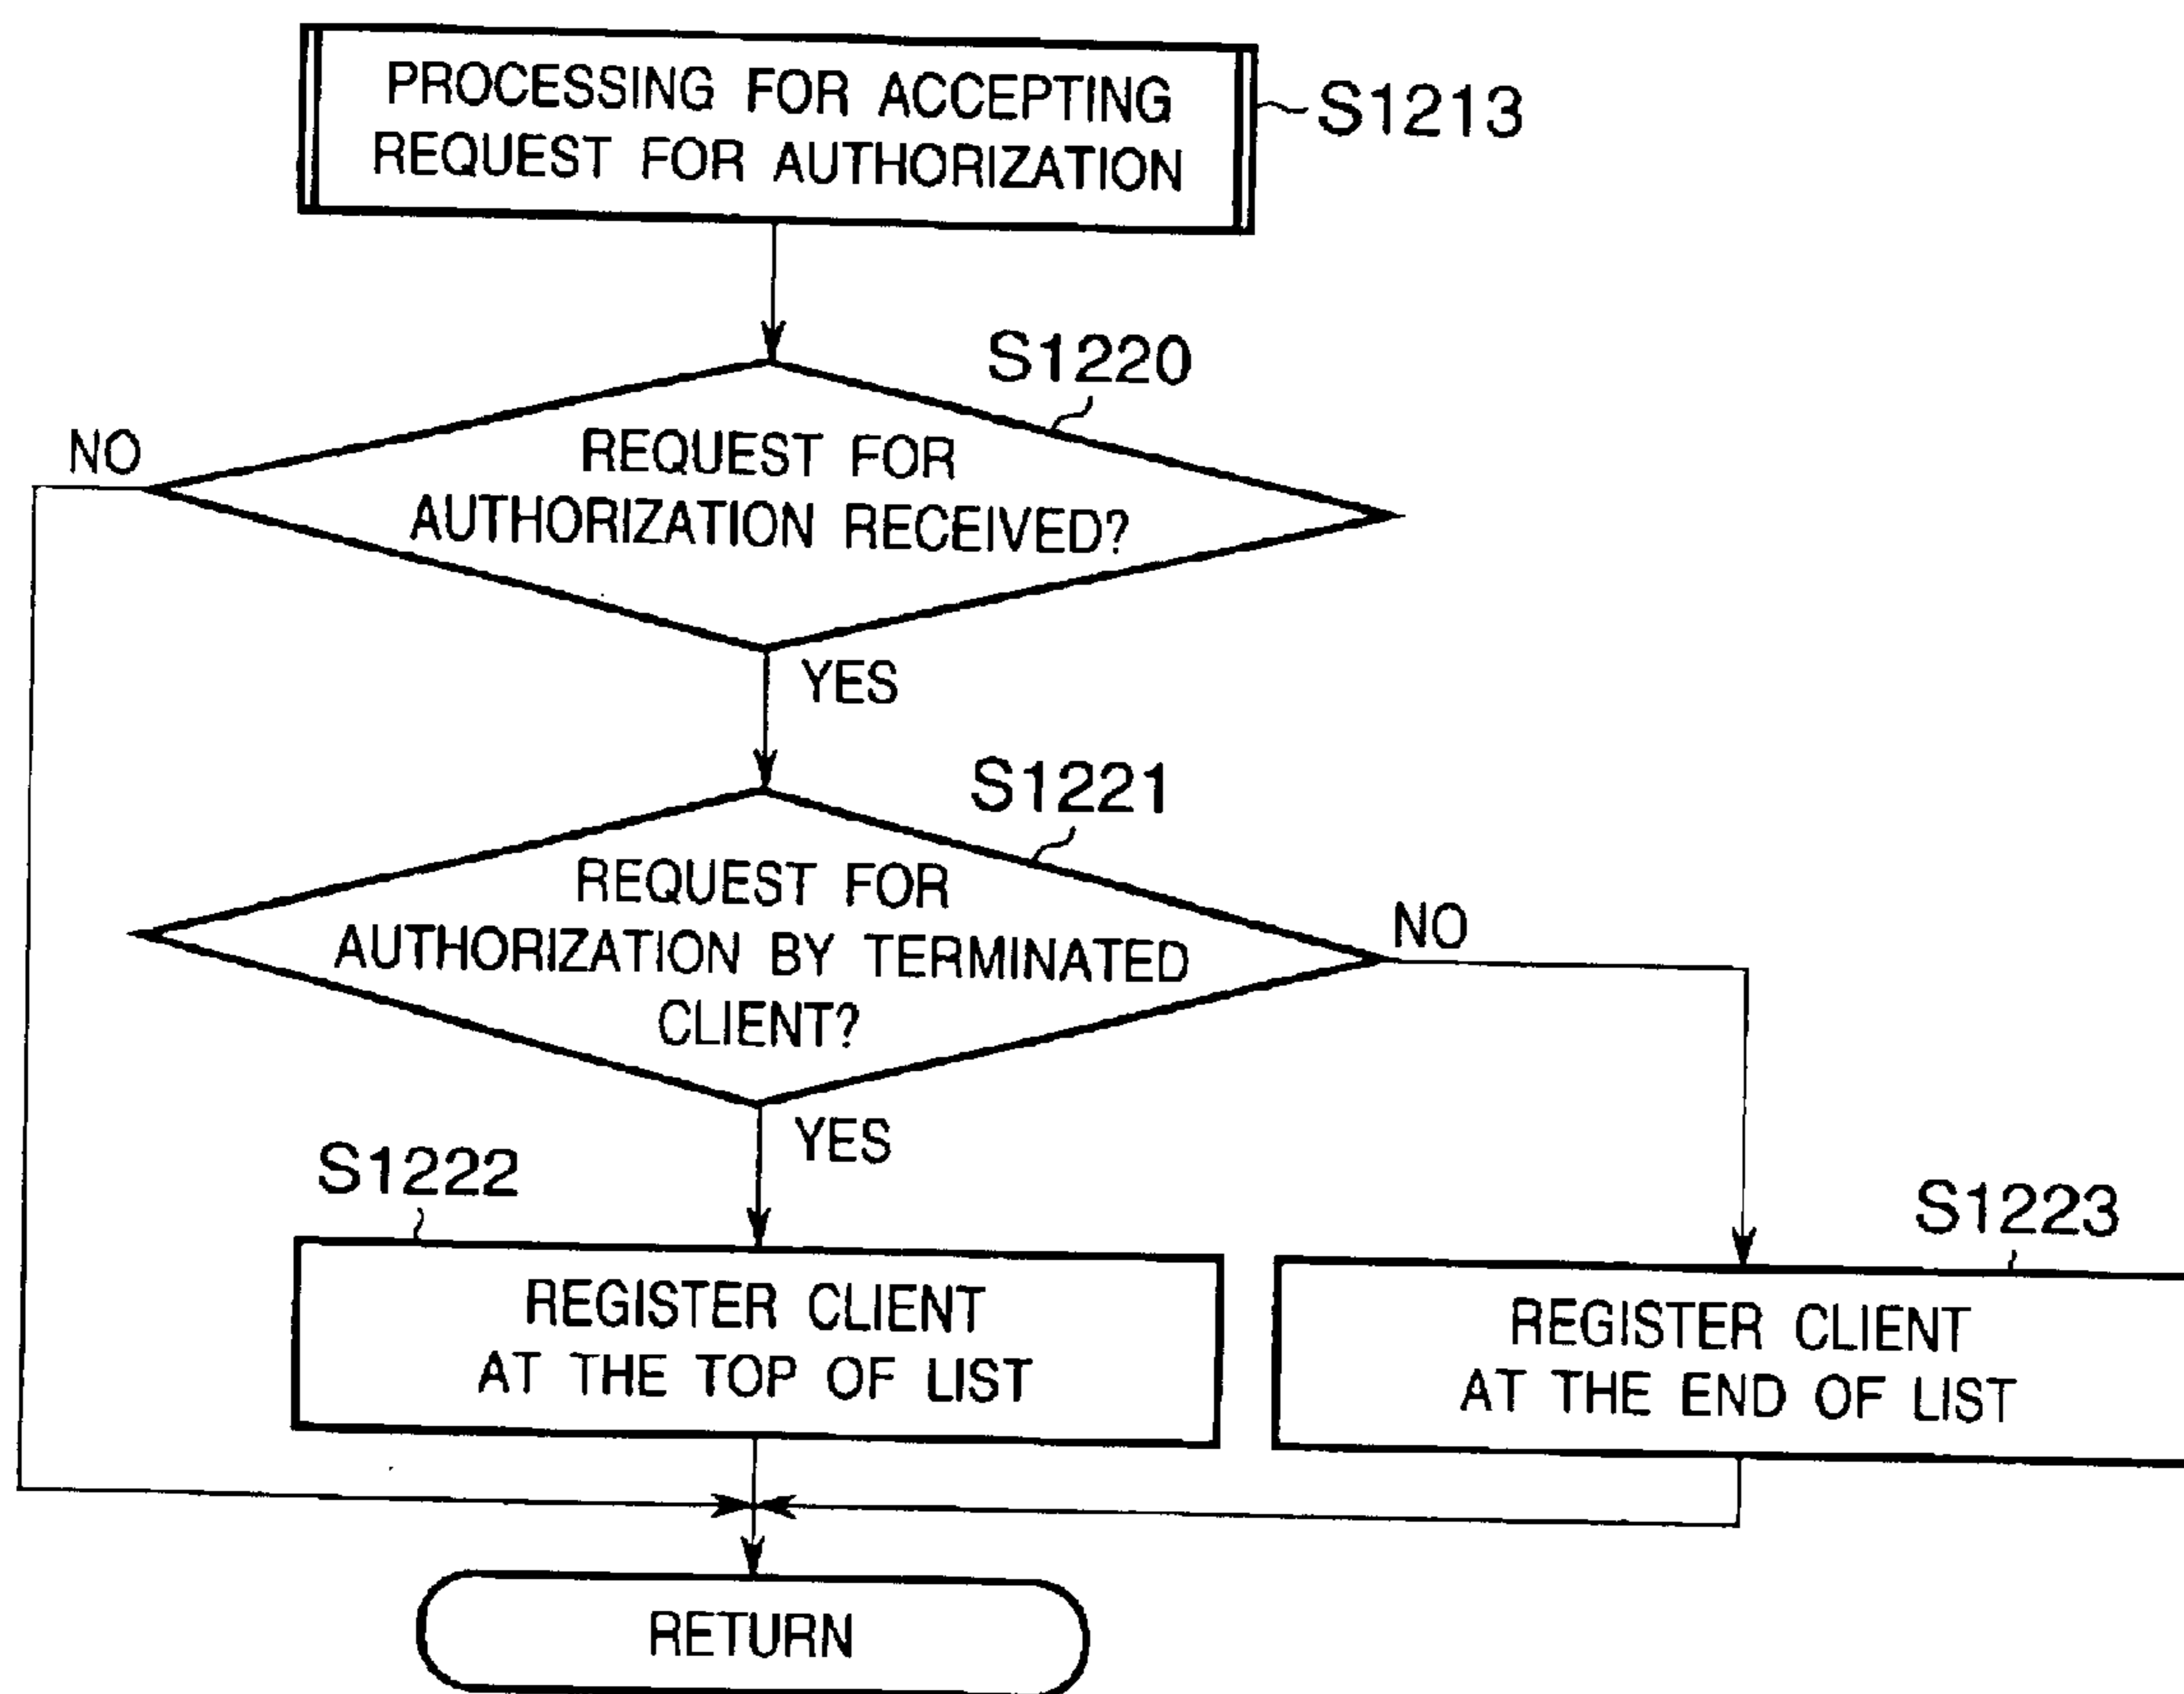 PROCESSING FOR ACCEPTING
REQUEST FOR AUTHORIZATION
S1213
S1220
NO
REQUEST FOR
AUTHORIZATION RECEIVED?
YES
S1221
REQUEST FOR
AUTHORIZATION BY TERMINATED
CLIENT?
NO
YES
S1222
REGISTER CLIENT
AT THE TOP OF LIST
S1223
REGISTER CLIENT
AT THE END OF LIST
RETURN